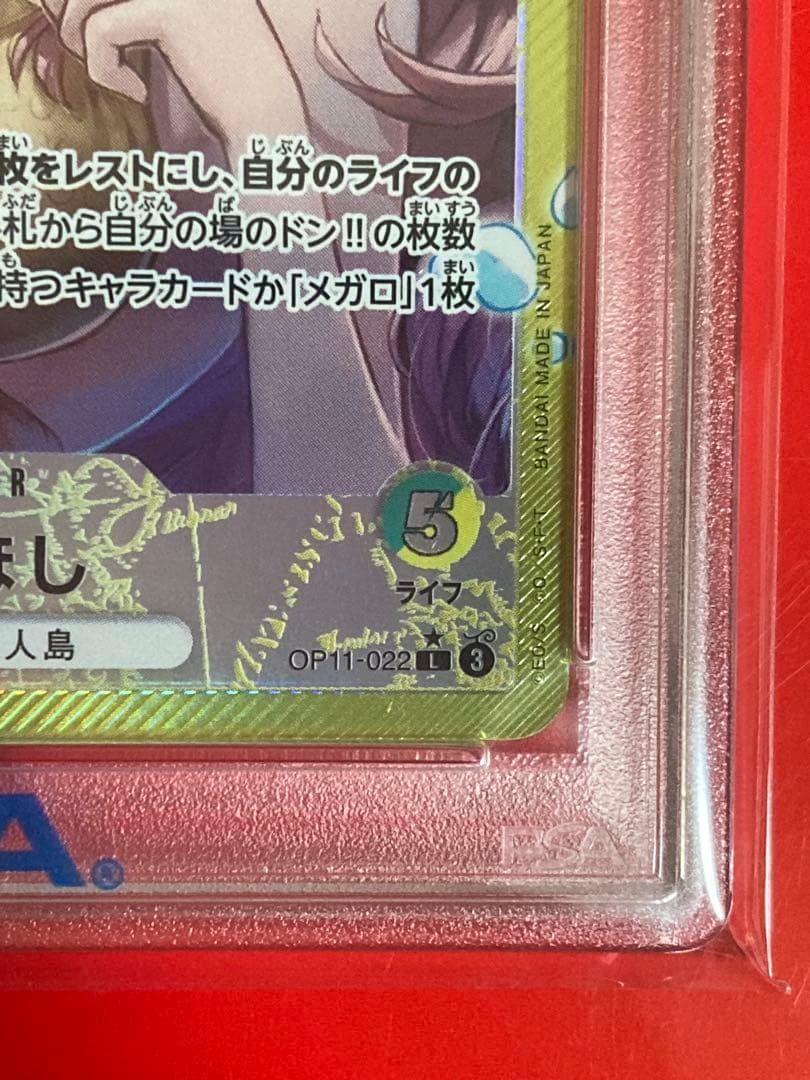 枚をレストにし、自分のライフの
札から自分の場のドン!!の枚数
持つキャラカードか「メガロ」1枚
BANDAI MADE IN JAPAN
©E.O./S. ©O./S.F.T
R
5
ほし
ライフ
人島
OP11-022 L 3
A®
PSA